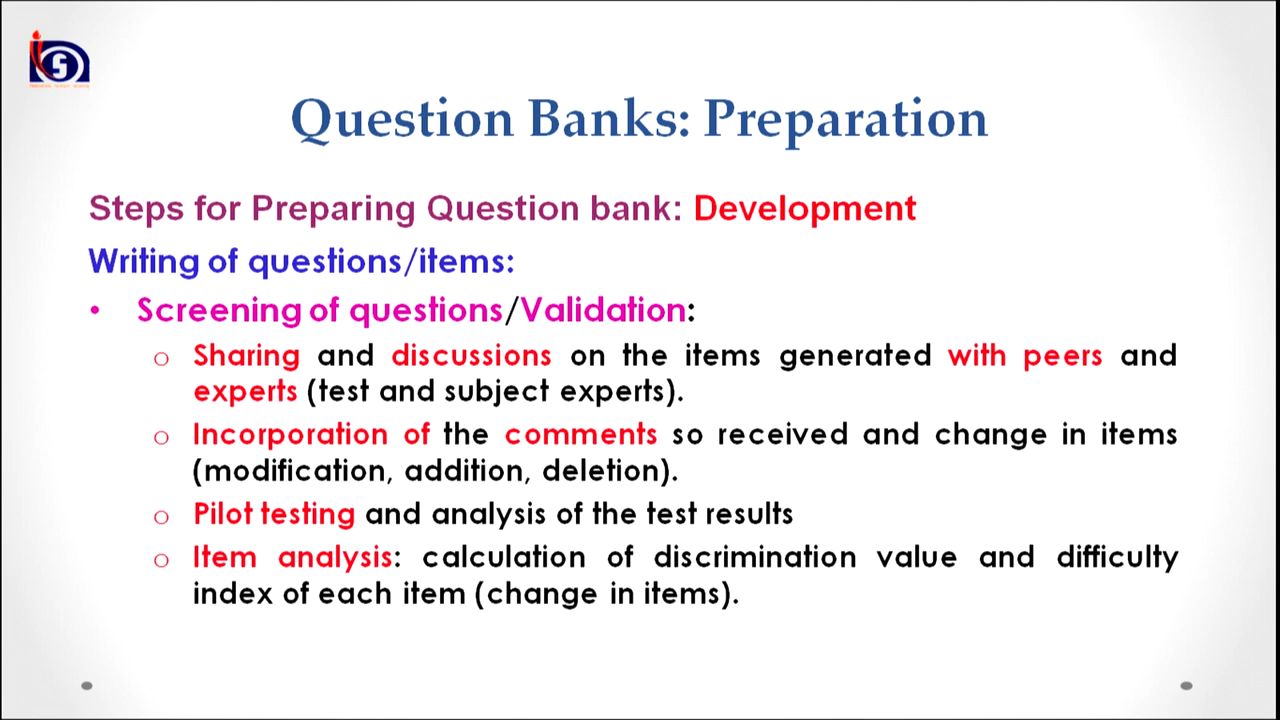 Question Banks: Preparation
Steps for Preparing Question bank: Development
Writing of questions/items:
• Screening of questions/Validation:
o Sharing and discussions on the items generated with peers and
experts (test and subject experts).
o Incorporation of the comments so received and change in items
(modification, addition, deletion).
o Pilot testing and analysis of the test results
o Item analysis: calculation of discrimination value and difficulty
index of each item (change in items).